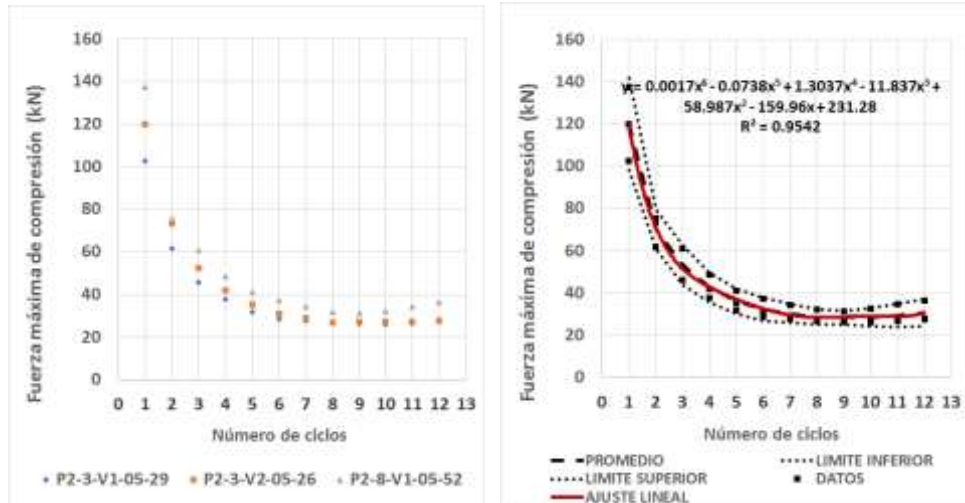 Fuerza máxima de compresión (kN)
160
140
120
100
80
60
40
20
0
0 1 2 3 4 5 6 7 8 9 10 11 12 13
Número de ciclos
P2-3-V1-05-29 P2-3-V2-05-26 P2-8-V1-05-52
Fuerza máxima de compresión (kN)
160
140
120
100
80
60
40
20
0
y = 0.0017x⁶ - 0.0738x⁵ + 1.3037x⁴ - 11.837x³ +
58.987x² - 159.96x + 231.28
R² = 0.9542
0 1 2 3 4 5 6 7 8 9 10 11 12 13
Número de ciclos
PROMEDIO LIMITE INFERIOR
LIMITE SUPERIOR DATOS
AJUSTE LINEAL